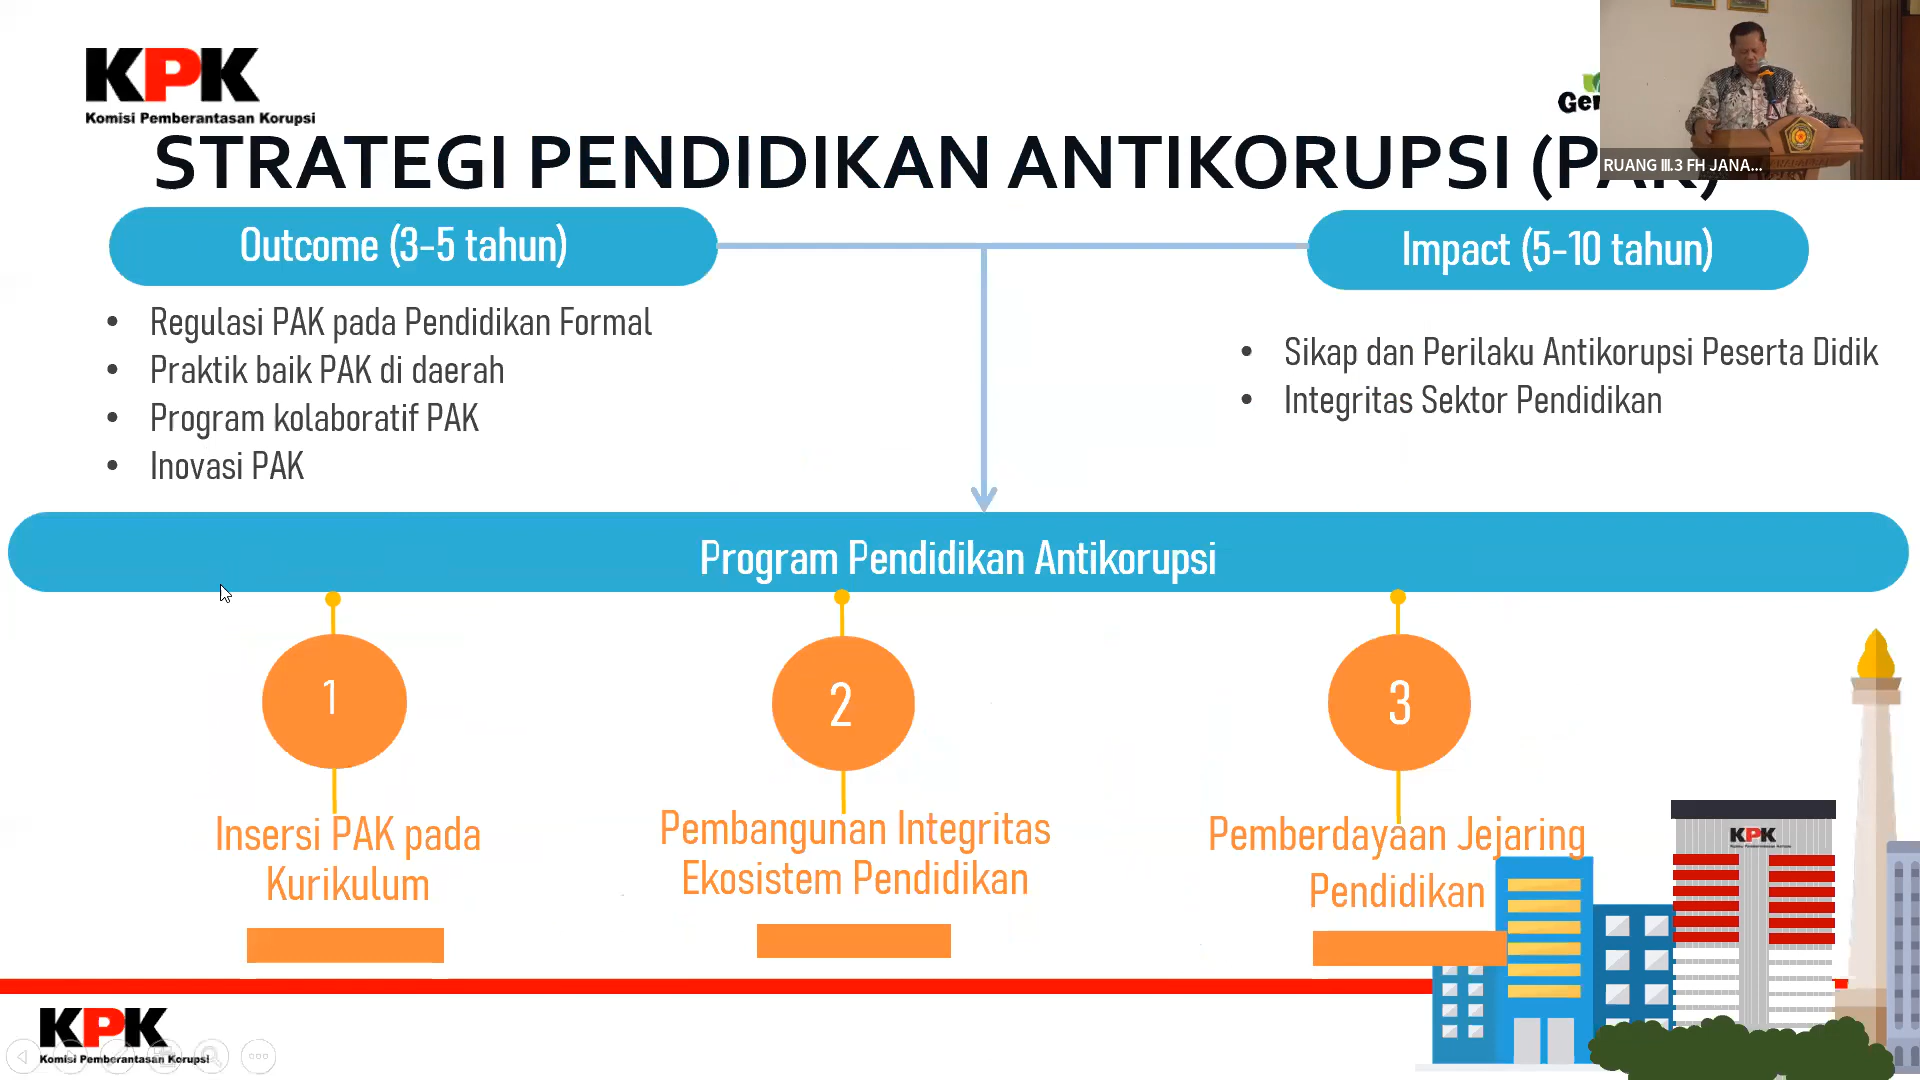 KPK
Komisi Pemberantasan Korupsi
Ger
STRATEGI PENDIDIKAN ANTIKORUPSI (PAK)
RUANG III.3 FH JANA...
Outcome (3-5 tahun)
Impact (5-10 tahun)
• Regulasi PAK pada Pendidikan Formal
• Praktik baik PAK di daerah
• Program kolaboratif PAK
• Inovasi PAK
• Sikap dan Perilaku Antikorupsi Peserta Didik
• Integritas Sektor Pendidikan
Program Pendidikan Antikorupsi
1
2
3
Insersi PAK pada
Kurikulum
Pembangunan Integritas
Ekosistem Pendidikan
Pemberdayaan Jejaring
Pendidikan
KPK
KPK
Komisi Pemberantasan Korupsi